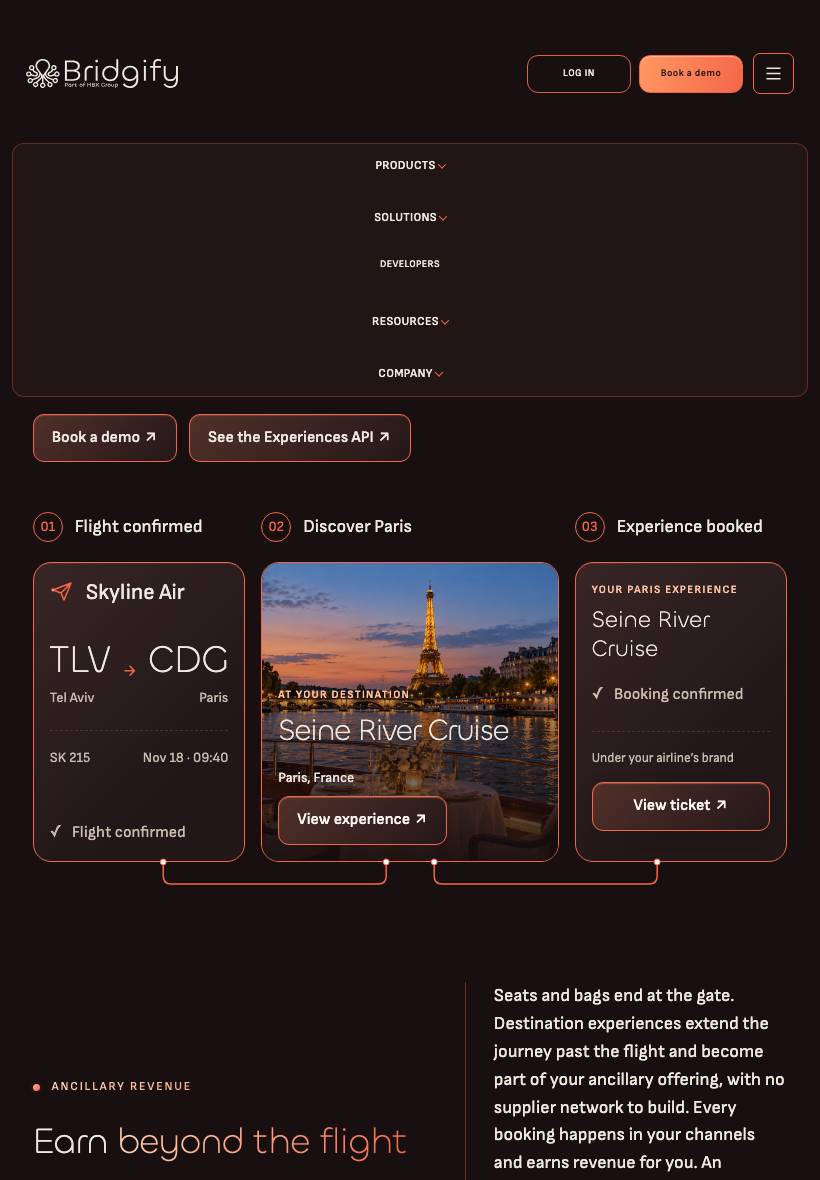 Bridgify
Part of HBX Group
LOG IN
Book a demo
PRODUCTS
SOLUTIONS
DEVELOPERS
RESOURCES
COMPANY
Book a demo
See the Experiences API
01 Flight confirmed
02 Discover Paris
03 Experience booked
Skyline Air
TLV → CDG
Tel Aviv Paris
SK 215 Nov 18 · 09:40
✓ Flight confirmed
AT YOUR DESTINATION
Seine River Cruise
Paris, France
View experience
YOUR PARIS EXPERIENCE
Seine River
Cruise
✓ Booking confirmed
Under your airline’s brand
View ticket
ANCILLARY REVENUE
Earn beyond the flight
Seats and bags end at the gate.
Destination experiences extend the
journey past the flight and become
part of your ancillary offering, with no
supplier network to build. Every
booking happens in your channels
and earns revenue for you. An